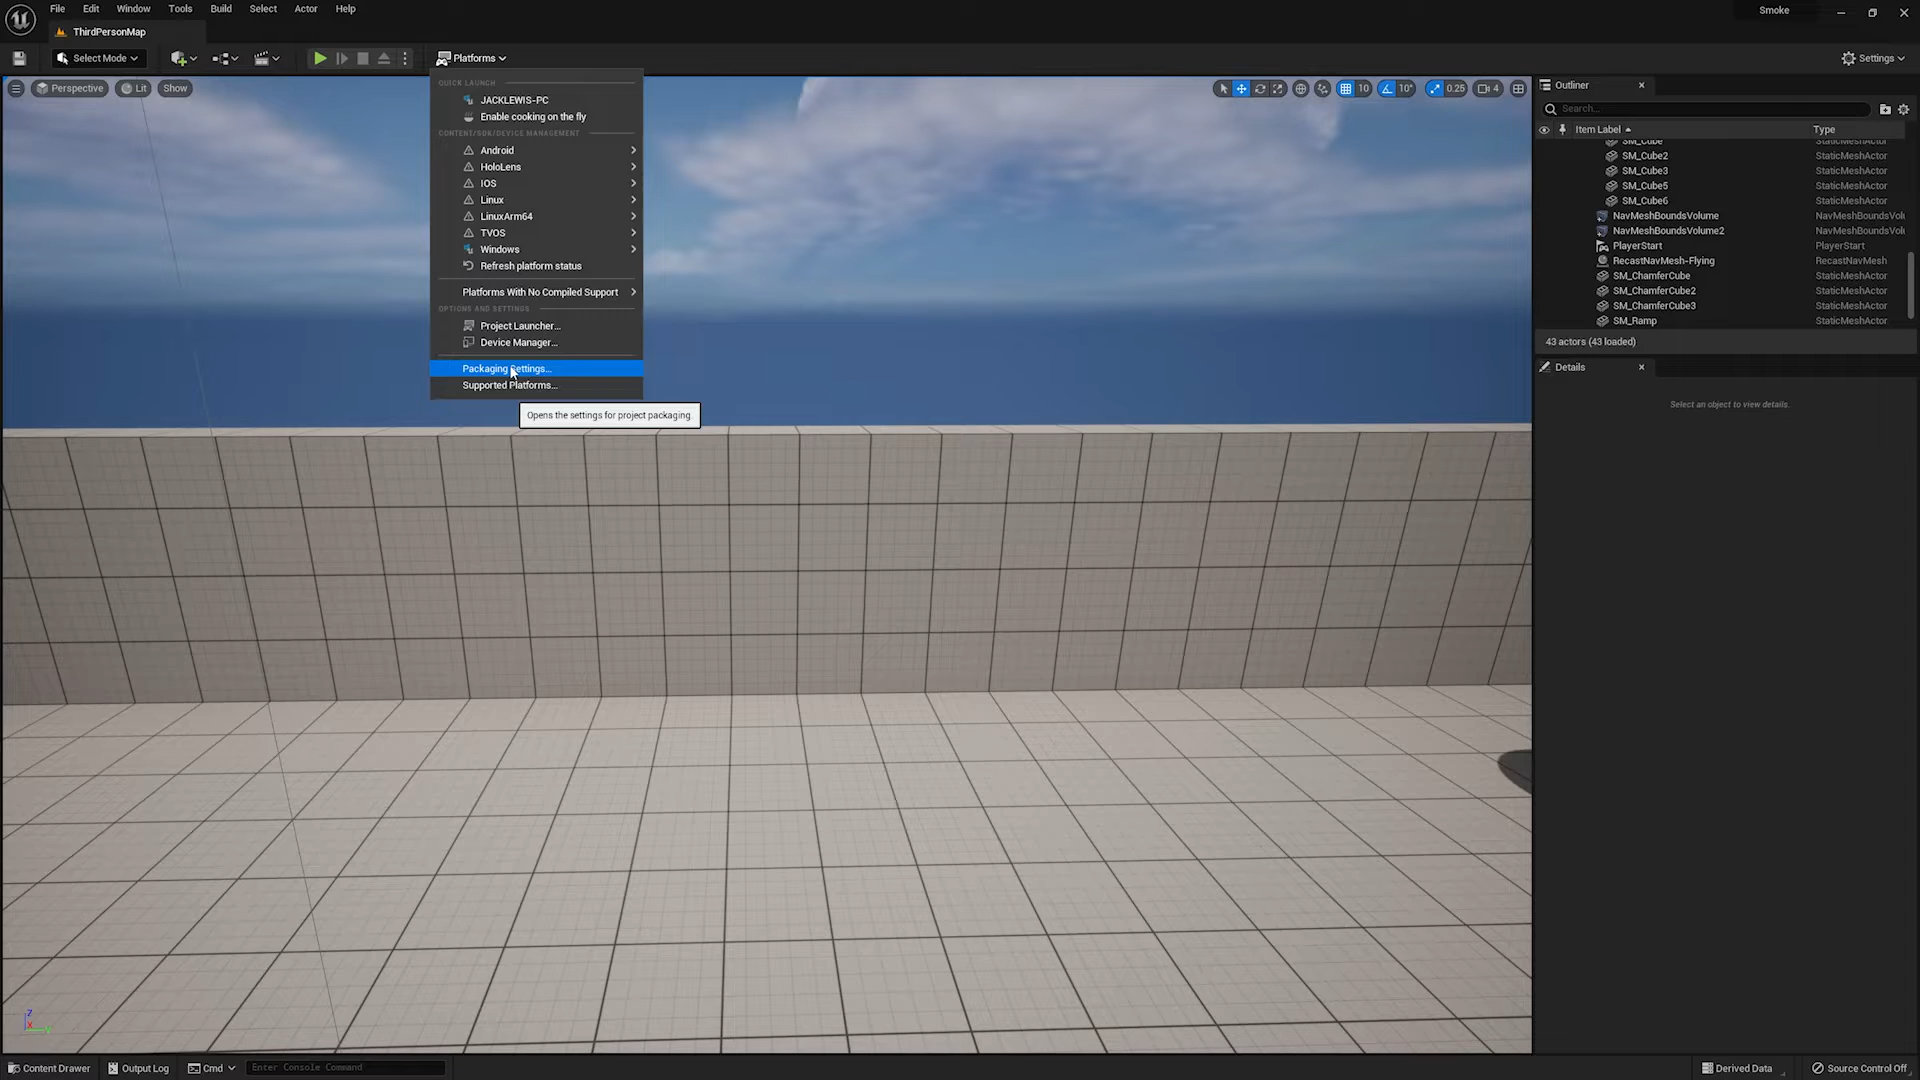 File Edit Window Tools Build Select Actor Help
Smoke
ThirdPersonMap
Select Mode
Platforms
Settings
Perspective Lit Show
10 10° 0.25 4
QUICK LAUNCH
JACKLEWIS-PC
Enable cooking on the fly
CONTENT/SDK/DEVICE MANAGEMENT
Android
HoloLens
IOS
Linux
LinuxArm64
TVOS
Windows
Refresh platform status
Platforms With No Compiled Support
OPTIONS AND SETTINGS
Project Launcher...
Device Manager...
Packaging Settings...
Supported Platforms...
Opens the settings for project packaging.
Outliner
Search...
Item Label Type
SM_Cube StaticMeshActor
SM_Cube2 StaticMeshActor
SM_Cube3 StaticMeshActor
SM_Cube5 StaticMeshActor
SM_Cube6 StaticMeshActor
NavMeshBoundsVolume NavMeshBoundsVol
NavMeshBoundsVolume2 NavMeshBoundsVol
PlayerStart PlayerStart
RecastNavMesh-Flying RecastNavMesh
SM_ChamferCube StaticMeshActor
SM_ChamferCube2 StaticMeshActor
SM_ChamferCube3 StaticMeshActor
SM_Ramp StaticMeshActor
43 actors (43 loaded)
Details
Select an object to view details.
Z
X
Y
Content Drawer Output Log Cmd Enter Console Command
Derived Data Source Control Off